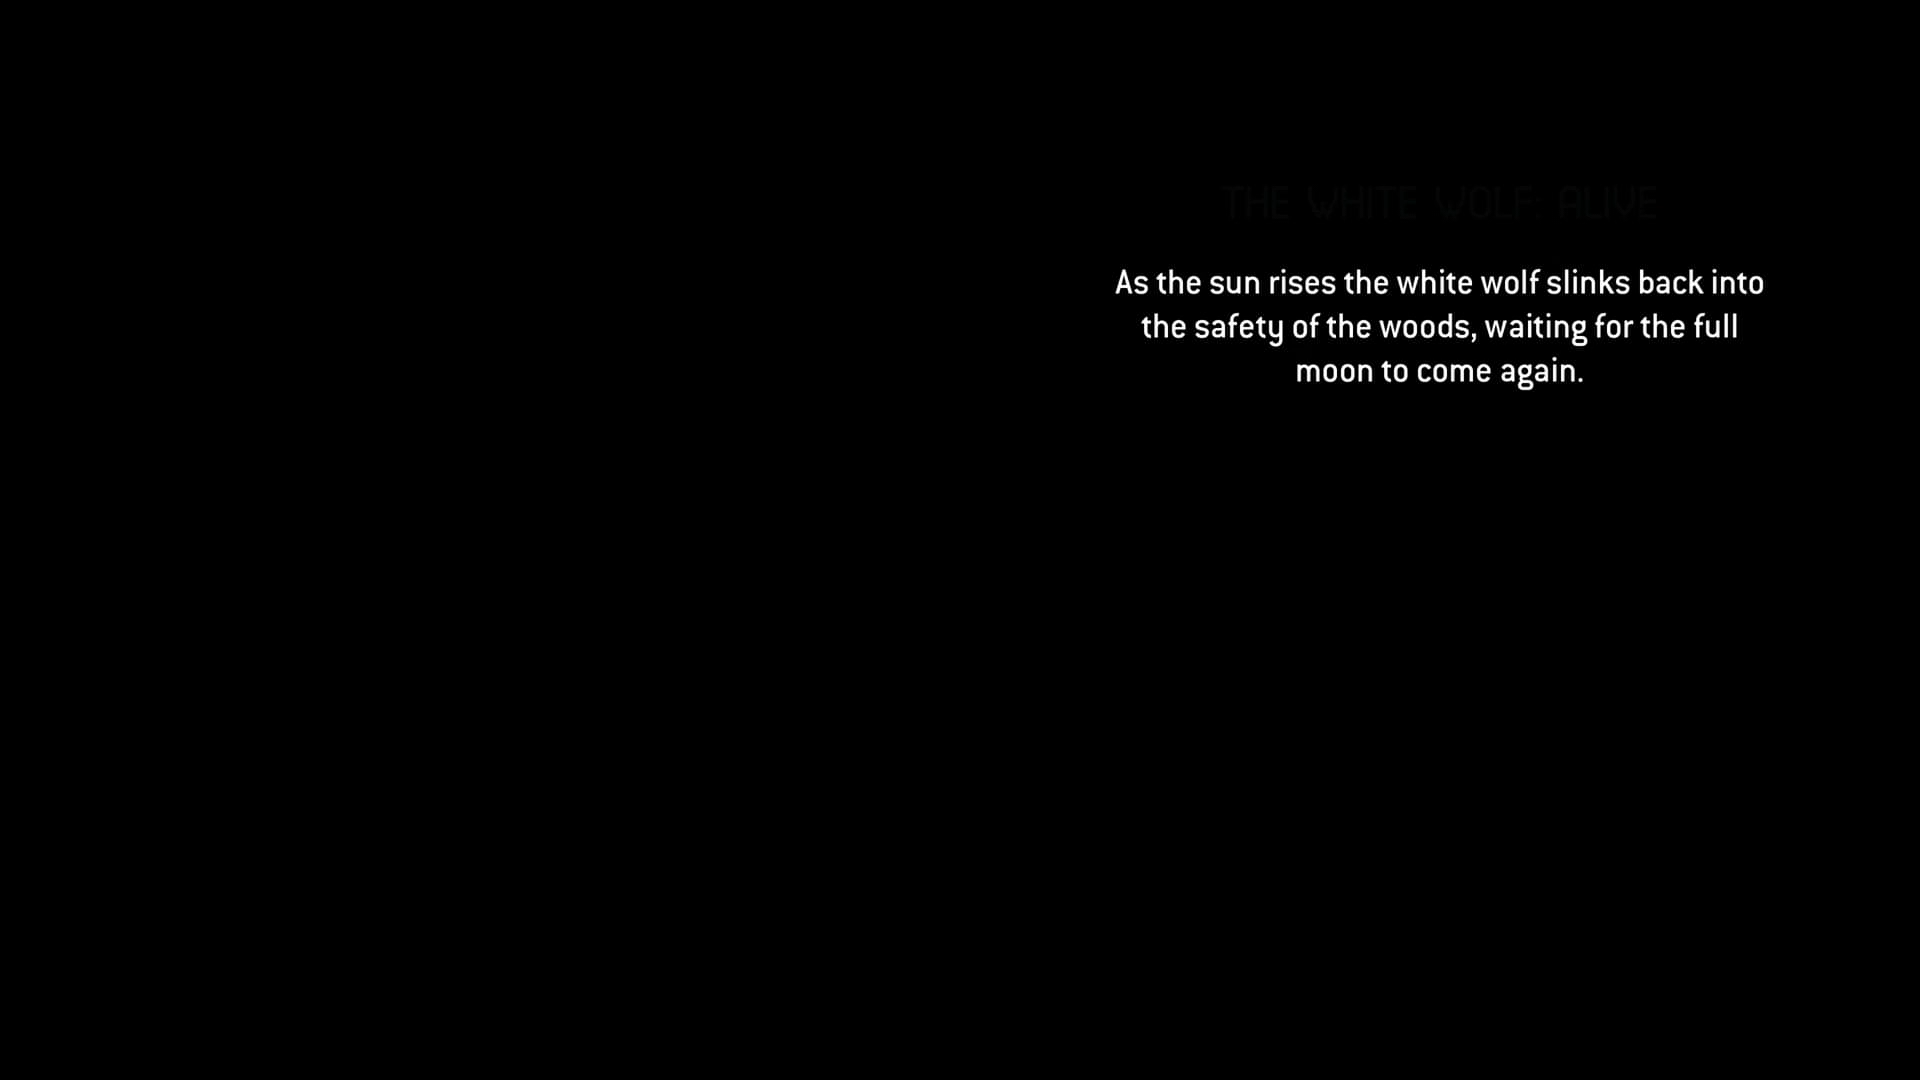 THE WHITE WOLF: ALIVE
As the sun rises the white wolf slinks back into
the safety of the woods, waiting for the full
moon to come again.